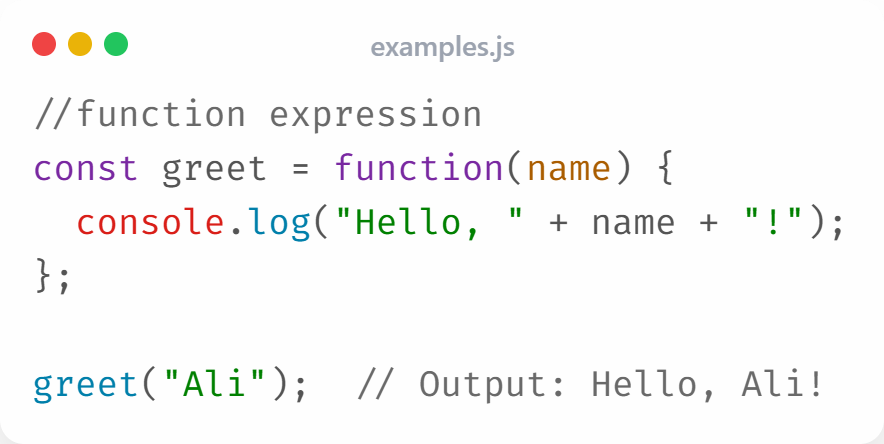 examples.js
//function expression
const greet = function(name) {
  console.log("Hello, " + name + "!");
};
greet("Ali");  // Output: Hello, Ali!